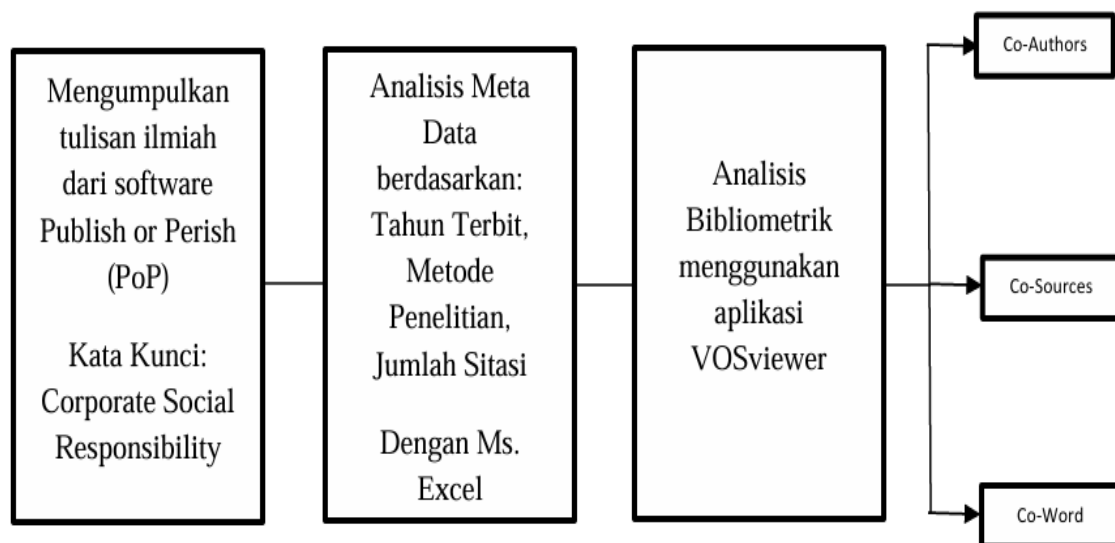 Mengumpulkan
tulisan ilmiah
dari software
Publish or Perish
(PoP)
Kata Kunci:
Corporate Social
Responsibility
Analisis Meta
Data
berdasarkan:
Tahun Terbit,
Metode
Penelitian,
Jumlah Sitasi
Dengan Ms.
Excel
Analisis
Bibliometrik
menggunakan
aplikasi
VOSviewer
Co-Authors
Co-Sources
Co-Word